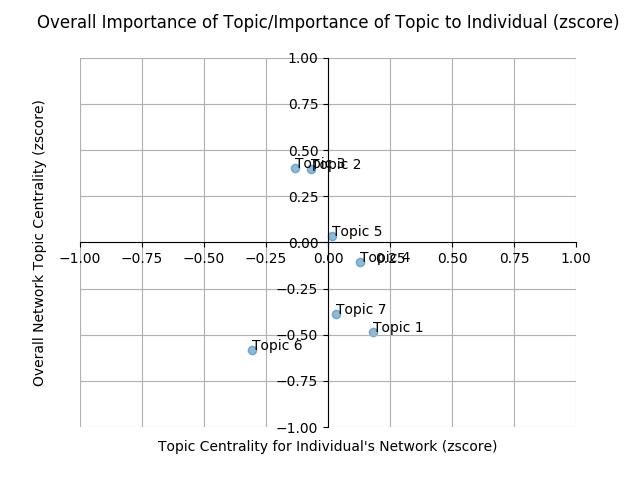 Overall Importance of Topic/Importance of Topic to Individual (zscore)
Overall Network Topic Centrality (zscore)
1.00
0.75
0.50
Topic 3
Topic 2
0.25
Topic 5
0.00
−1.00
−0.75
−0.50
−0.25
0.00
0.25
0.50
0.75
1.00
Topic 4
−0.25
Topic 7
Topic 1
−0.50
Topic 6
−0.75
−1.00
Topic Centrality for Individual's Network (zscore)